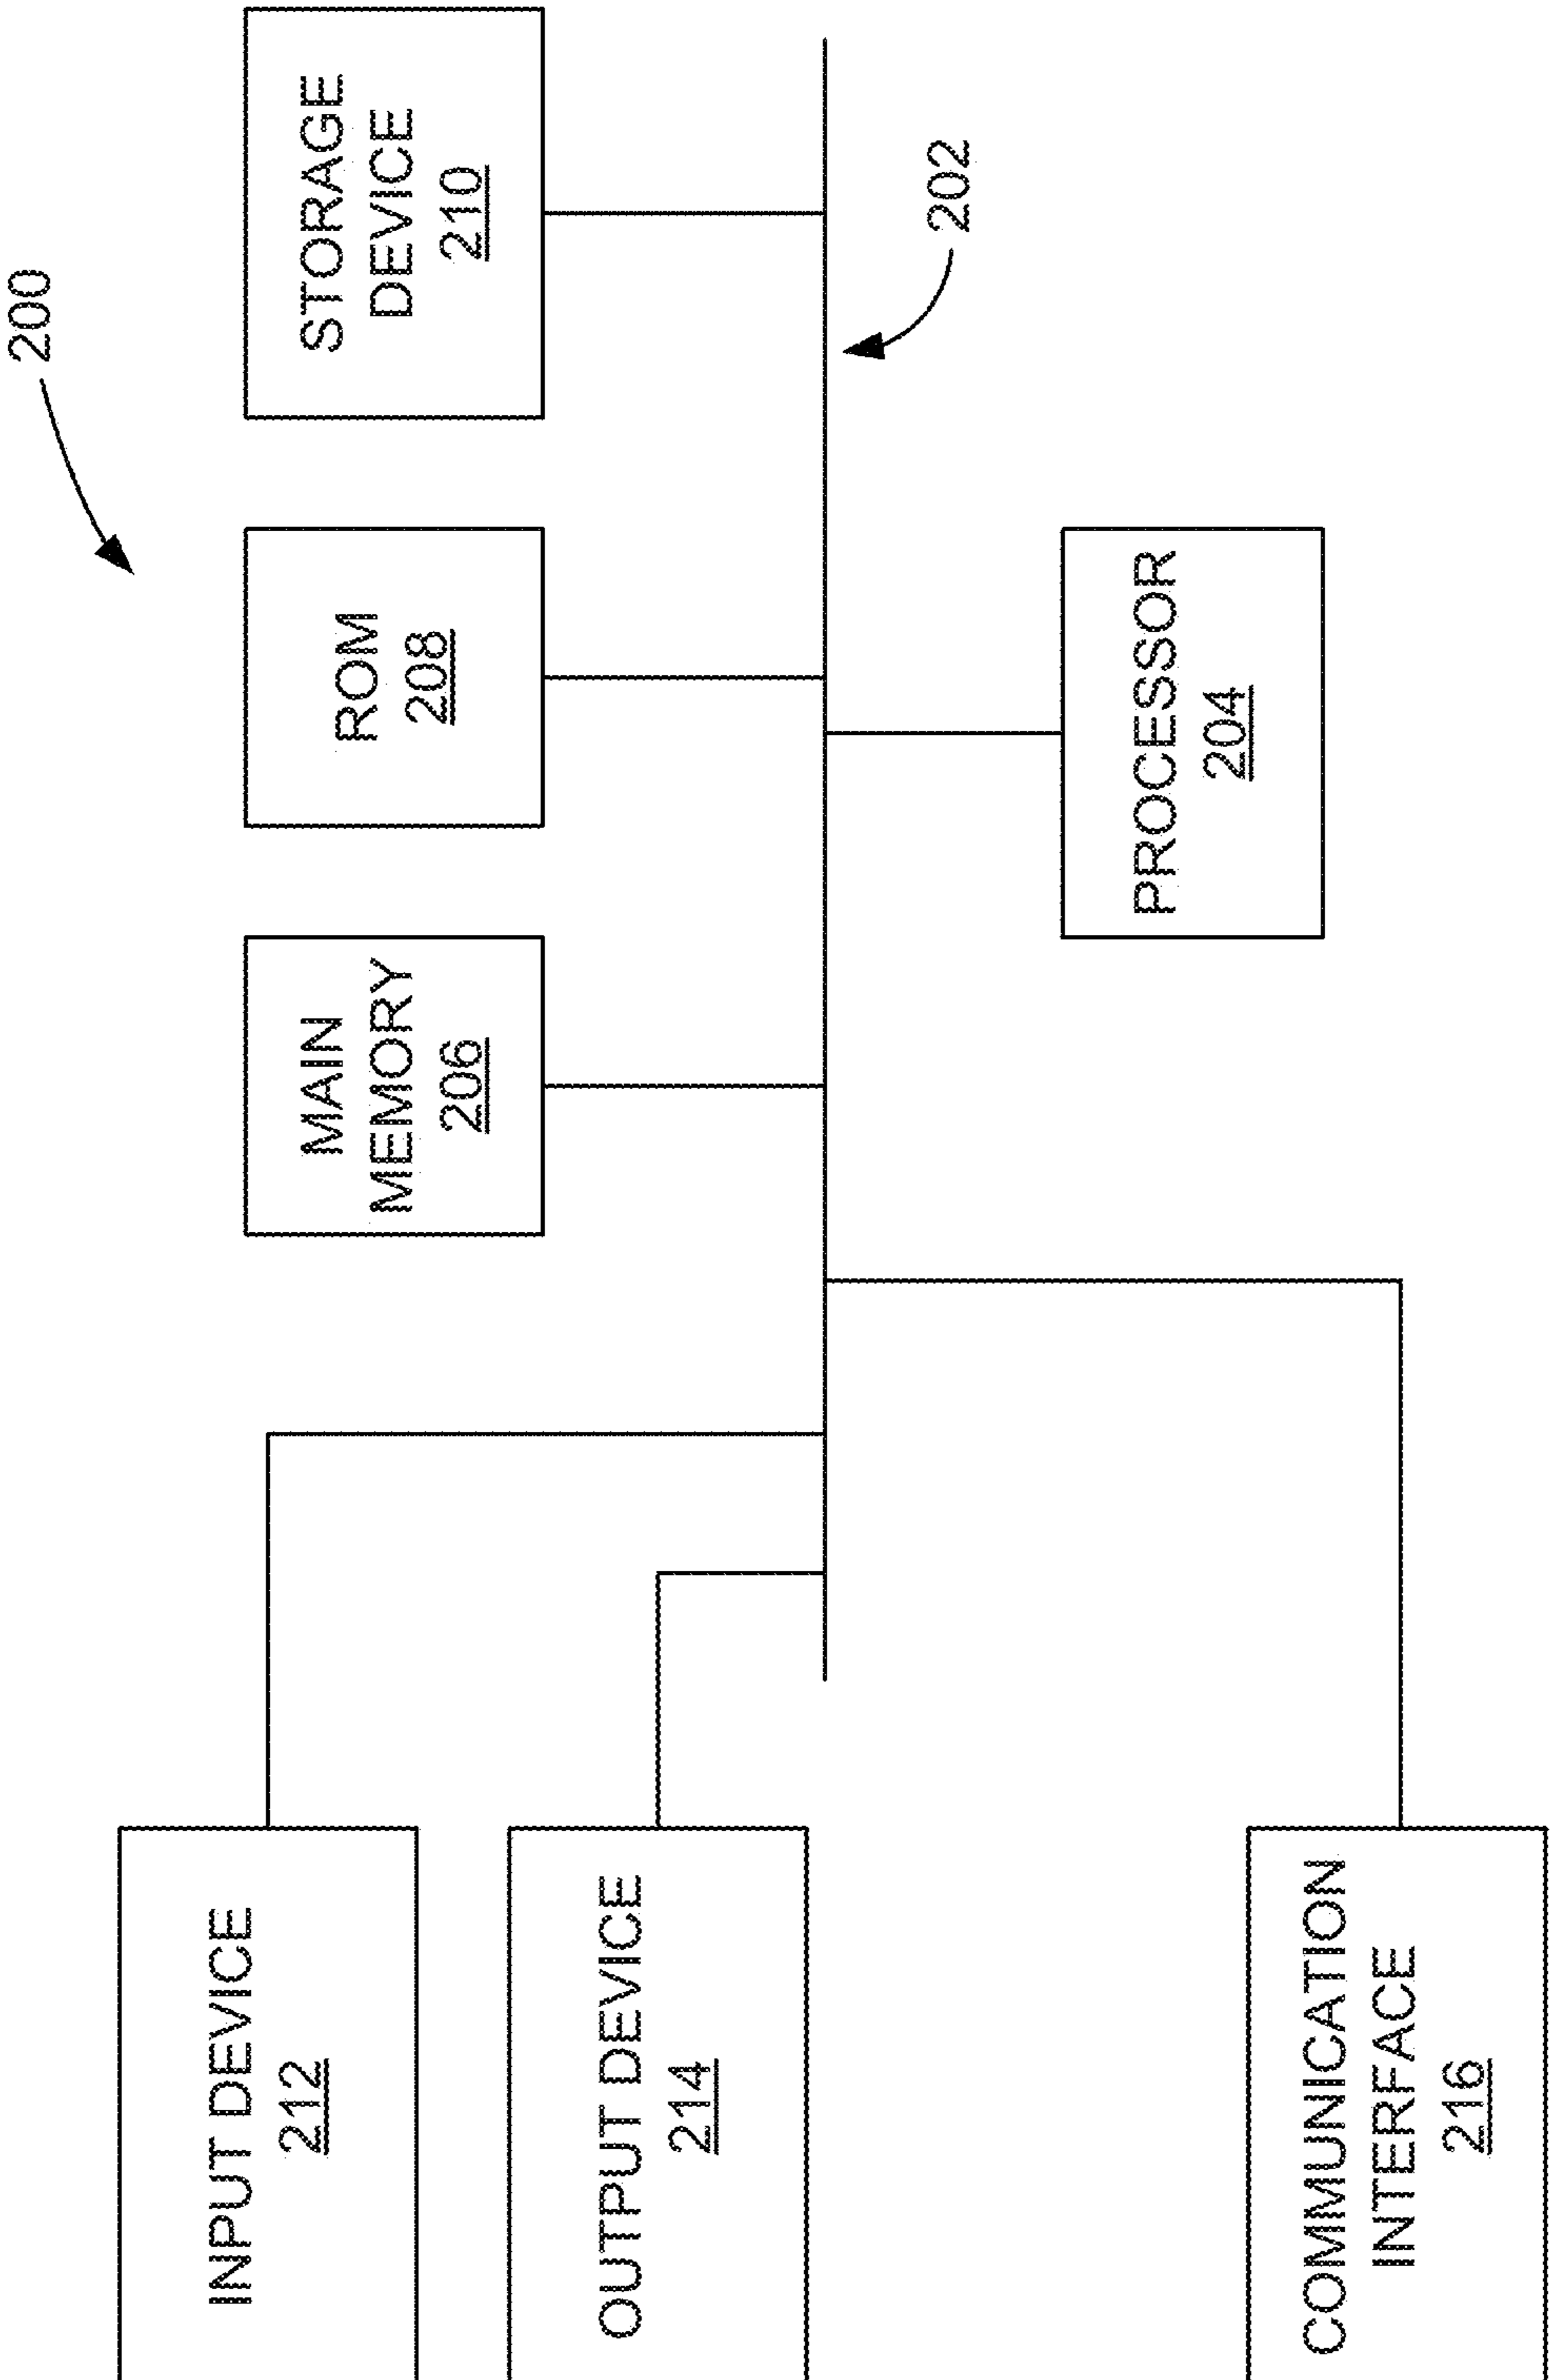 200
MAIN
MEMORY
206
ROM
208
STORAGE
DEVICE
210
INPUT DEVICE
212
OUTPUT DEVICE
214
202
PROCESSOR
204
COMMUNICATION
INTERFACE
216